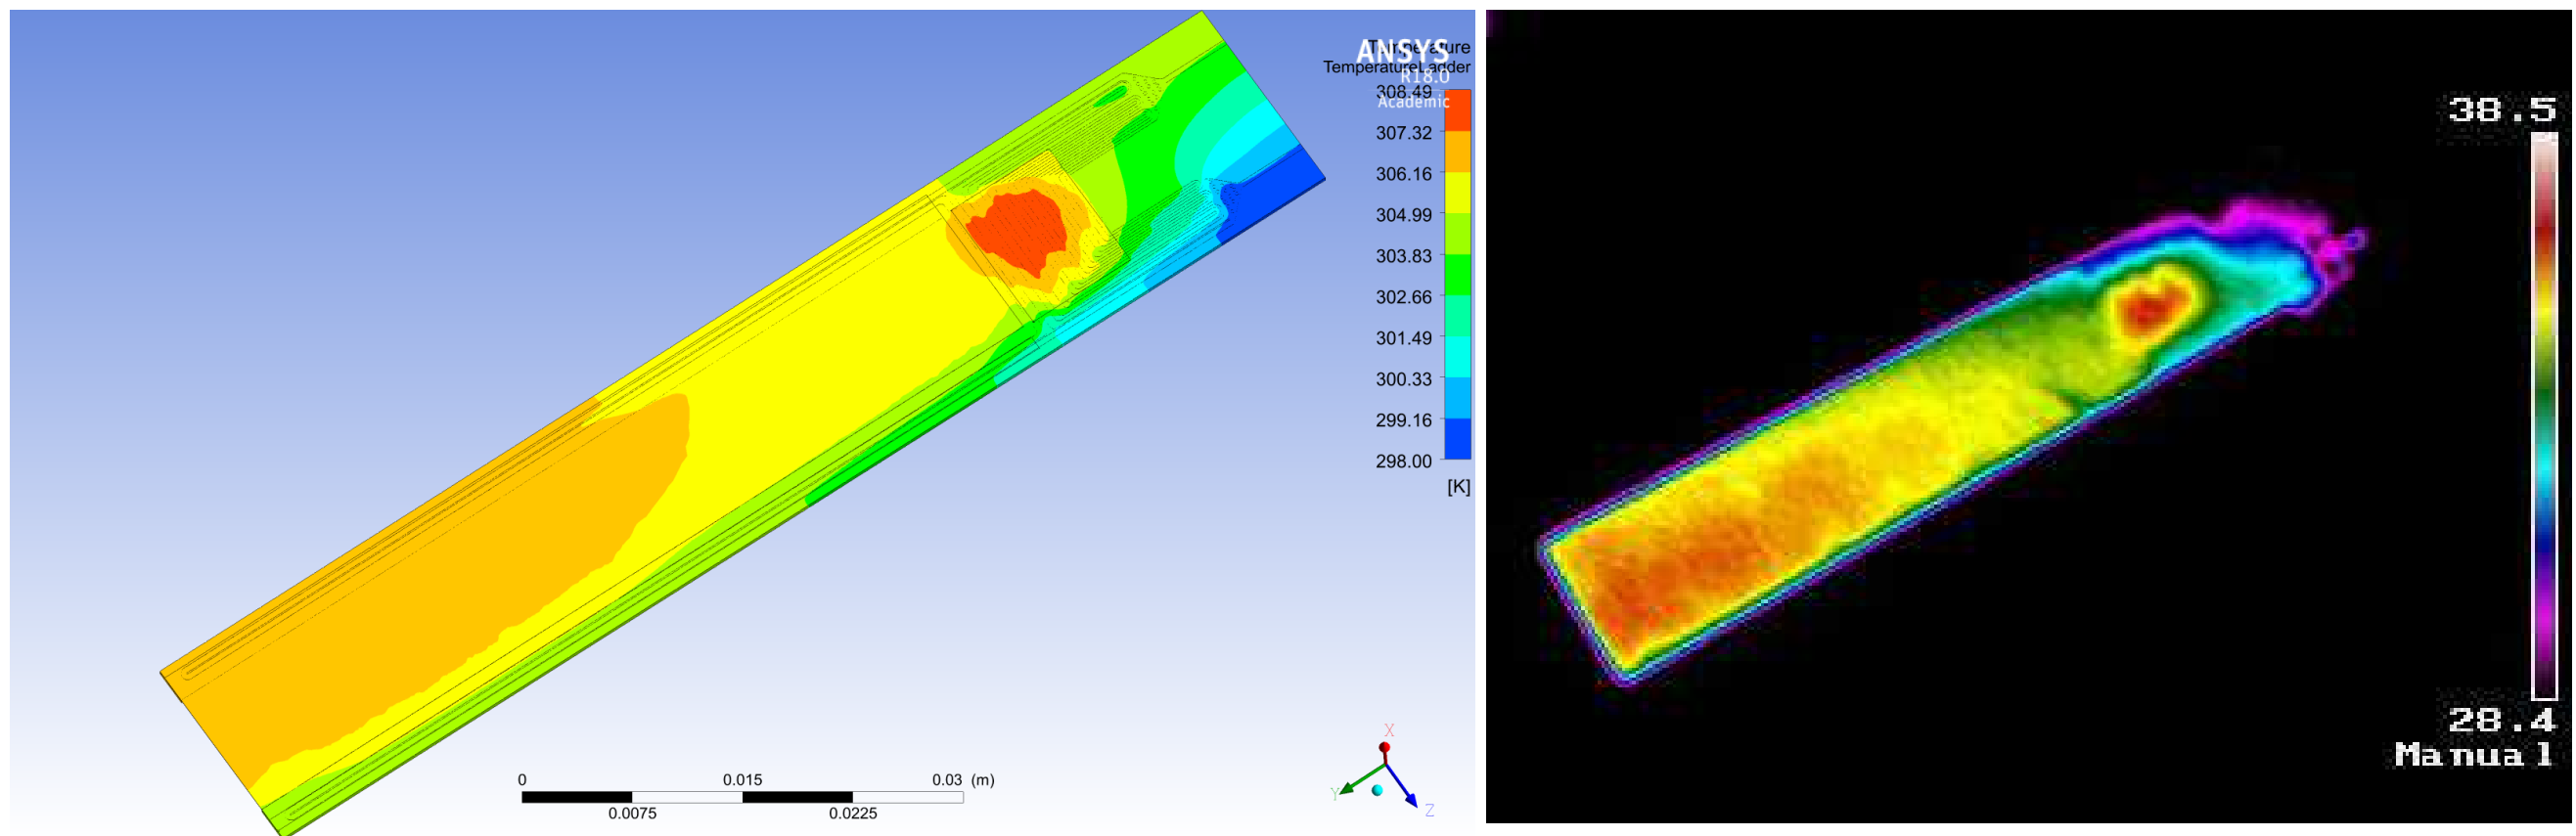 ANSYS
R18.0
Academic
Temperature
TemperatureLadder
308.49
307.32
306.16
304.99
303.83
302.66
301.49
300.33
299.16
298.00
[K]
0 0.015 0.03 (m)
0.0075 0.0225
X
Y
Z
38.5
28.4
Manual